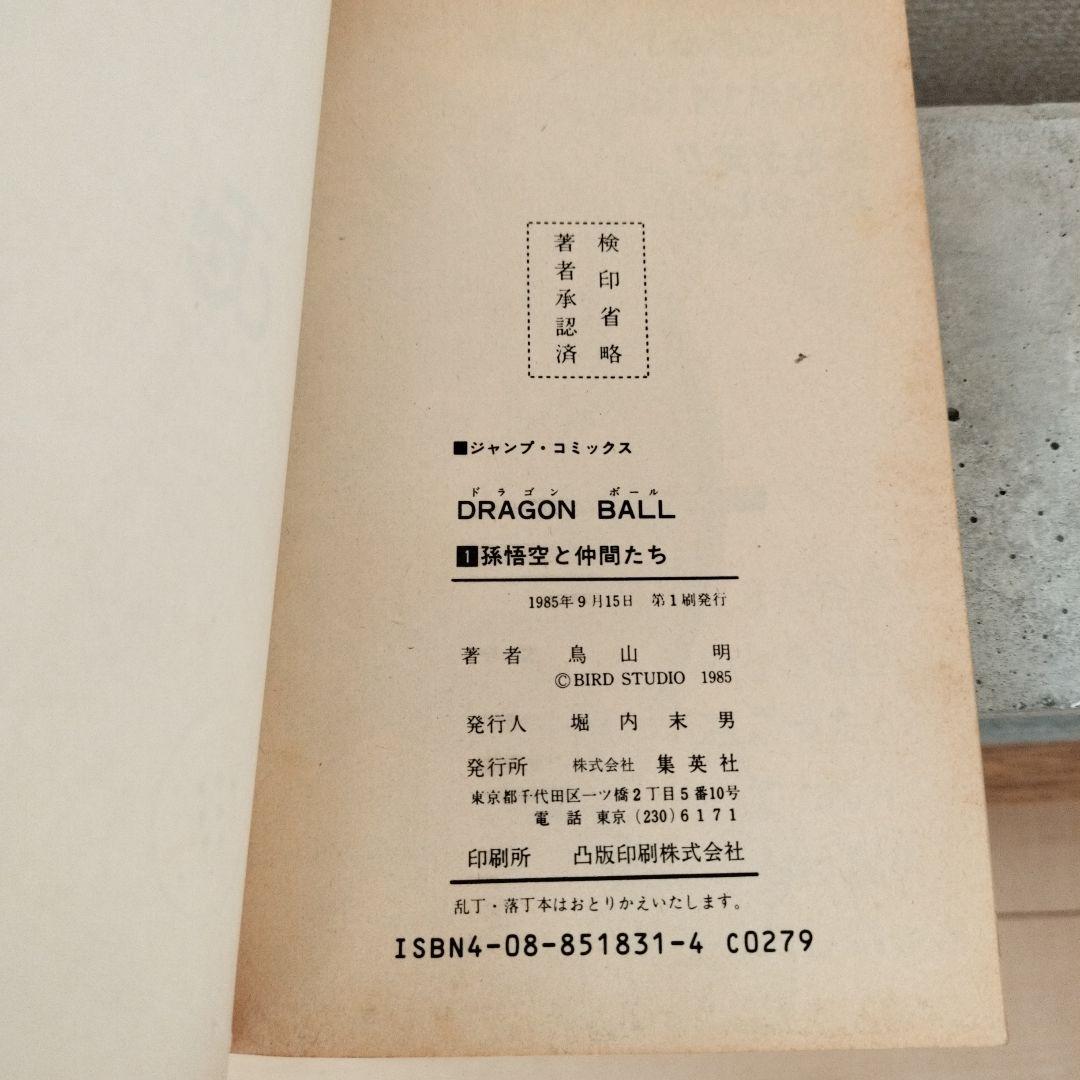 検印省略
著者承認済
■ジャンプ・コミックス
ドラゴン ボール
DRAGON BALL
1孫悟空と仲間たち
1985年9月15日 第1刷発行
著者 鳥山 明
©BIRD STUDIO 1985
発行人 堀内末男
発行所 株式会社 集英社
東京都千代田区一ツ橋2丁目5番10号
電話 東京(230)6171
印刷所 凸版印刷株式会社
乱丁・落丁本はおとりかえいたします。
ISBN4-08-851831-4 C0279